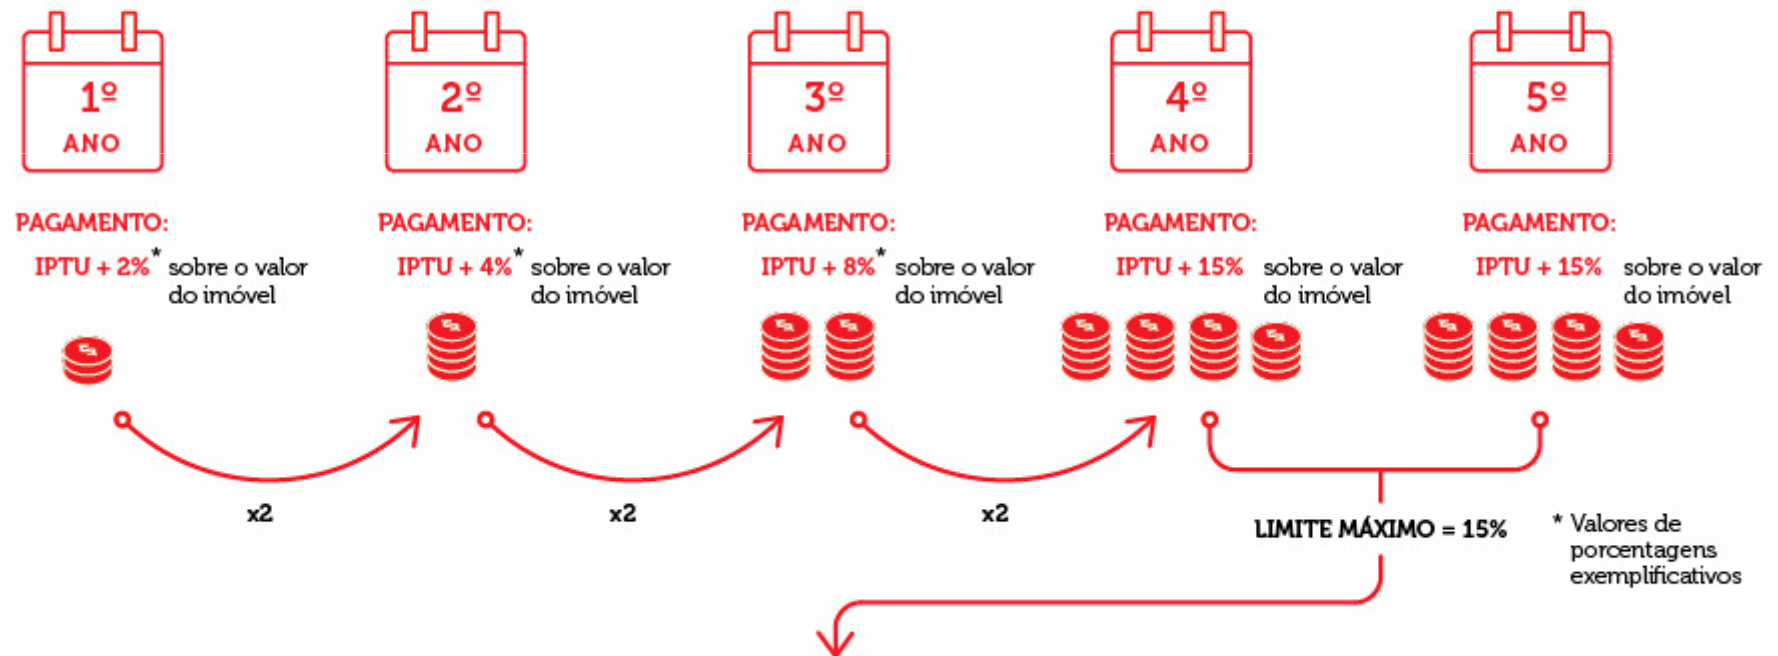 1º
ANO
2º
ANO
3º
ANO
4º
ANO
5º
ANO
PAGAMENTO:
IPTU + 2%* sobre o valor
do imóvel
PAGAMENTO:
IPTU + 4%* sobre o valor
do imóvel
PAGAMENTO:
IPTU + 8%* sobre o valor
do imóvel
PAGAMENTO:
IPTU + 15% sobre o valor
do imóvel
PAGAMENTO:
IPTU + 15% sobre o valor
do imóvel
x2
x2
x2
LIMITE MÁXIMO = 15%
* Valores de
porcentagens
exemplificativos